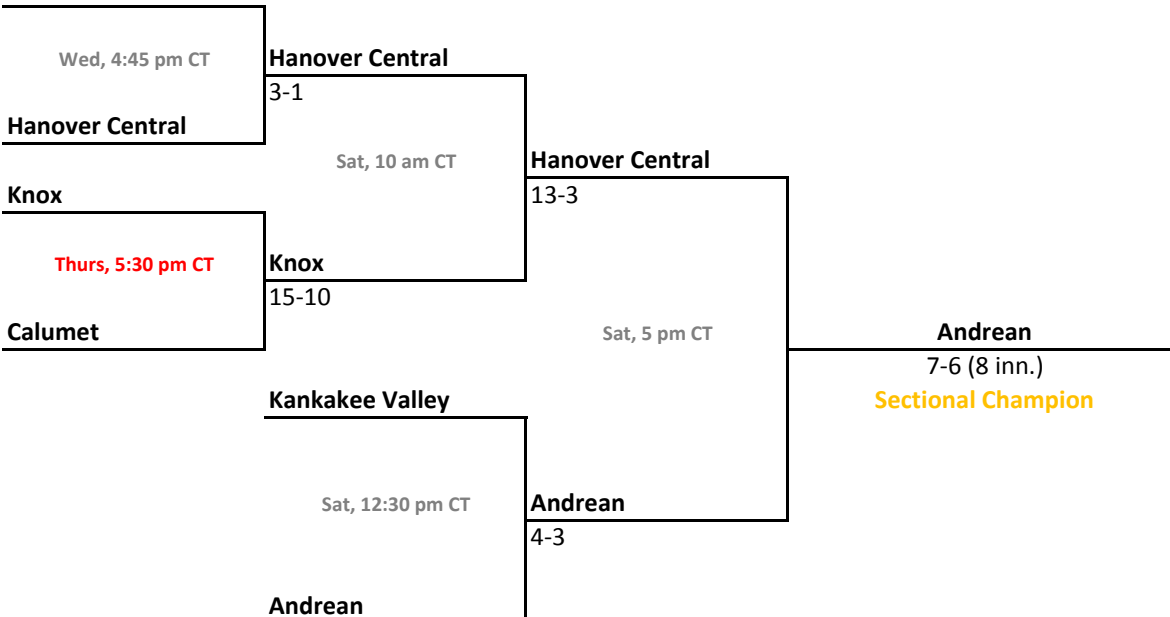 Wed, 4:45 pm CT
Hanover Central
3-1
Hanover Central
Sat, 10 am CT
Hanover Central
13-3
Knox
Thurs, 5:30 pm CT
Knox
15-10
Calumet
Sat, 5 pm CT
Andrean
7-6 (8 inn.)
Sectional Champion
Kankakee Valley
Sat, 12:30 pm CT
Andrean
4-3
Andrean